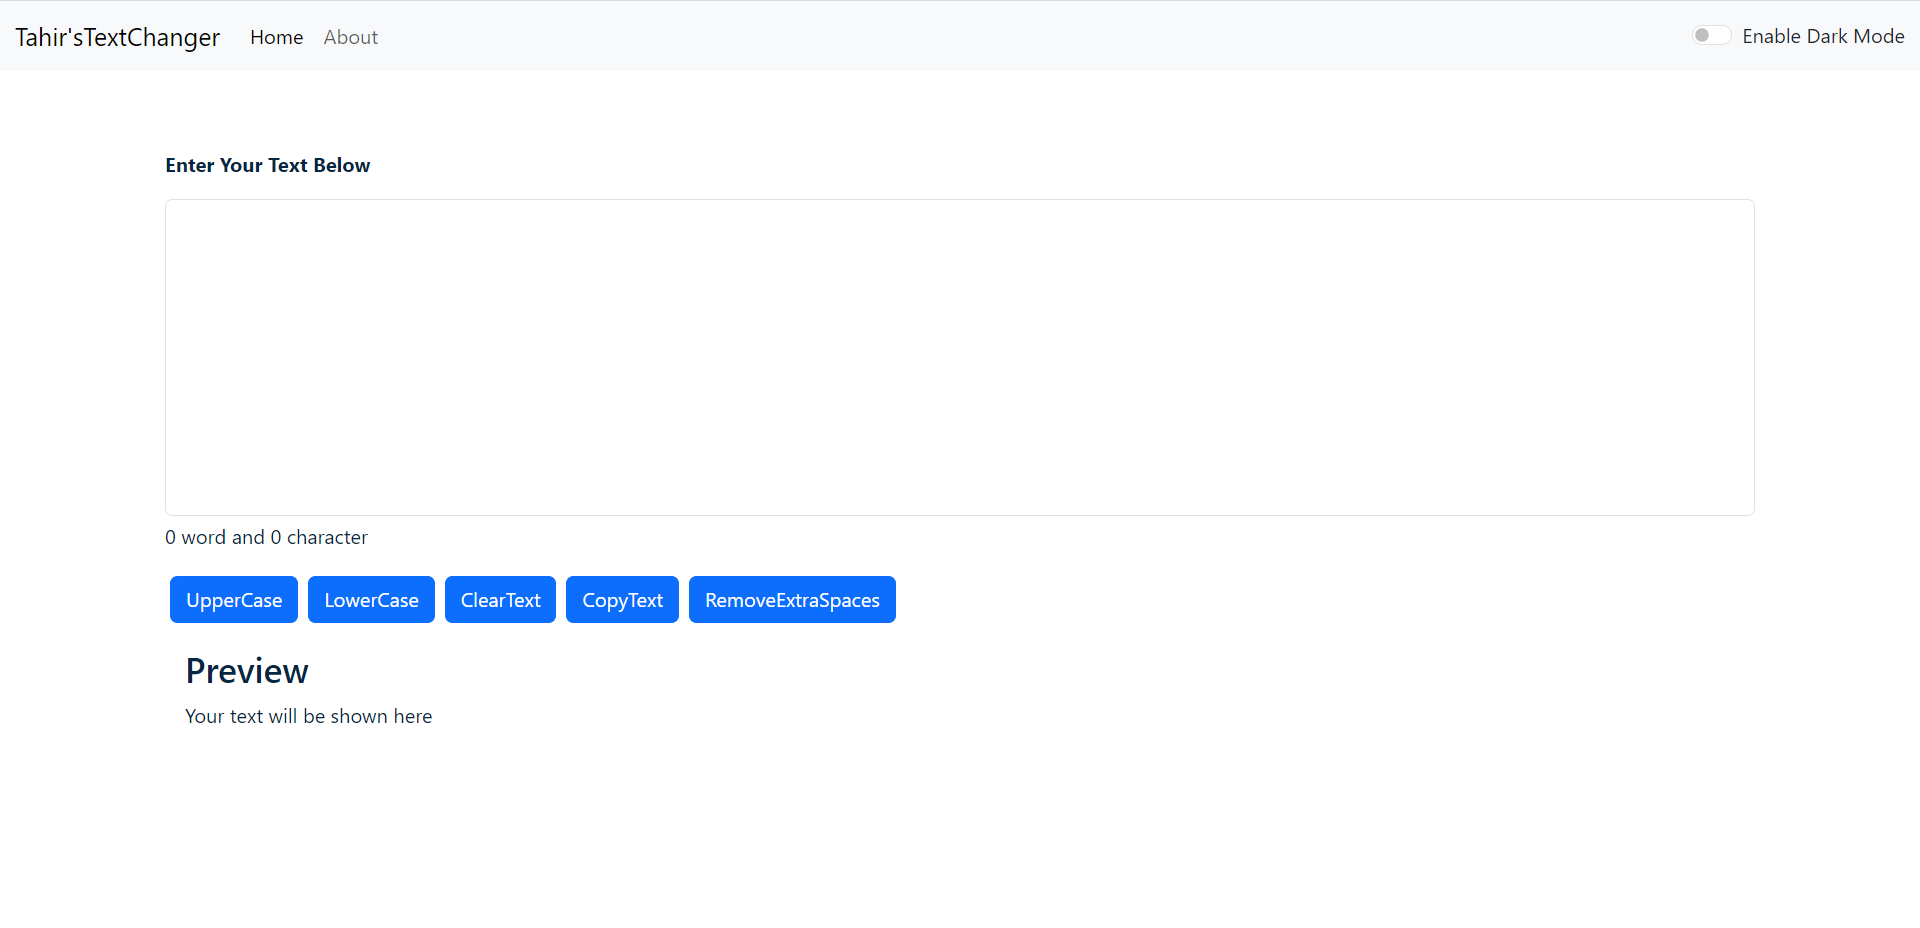 Tahir'sTextChanger Home About Enable Dark Mode
Enter Your Text Below
0 word and 0 character
UpperCase LowerCase ClearText CopyText RemoveExtraSpaces
Preview
Your text will be shown here